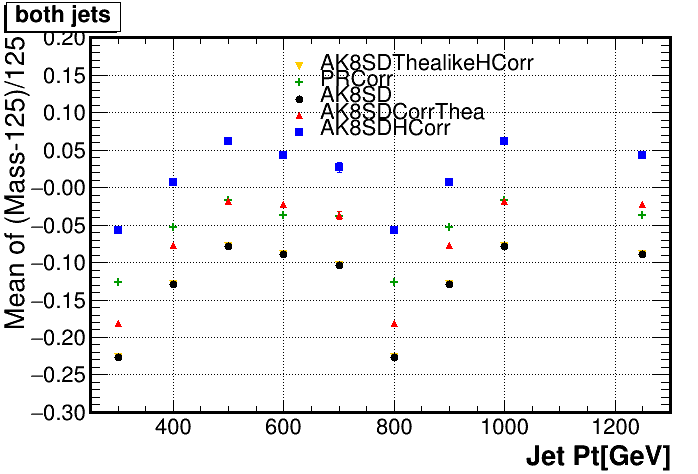 both jets
0.20
0.15
0.10
0.05
−0.00
−0.05
−0.10
−0.15
−0.20
−0.25
−0.30
Mean of (Mass-125)/125
AK8SDThealikeHCorr
PRCorr
AK8SD
AK8SDCorrThea
AK8SDHCorr
400 600 800 1000 1200
Jet Pt[GeV]